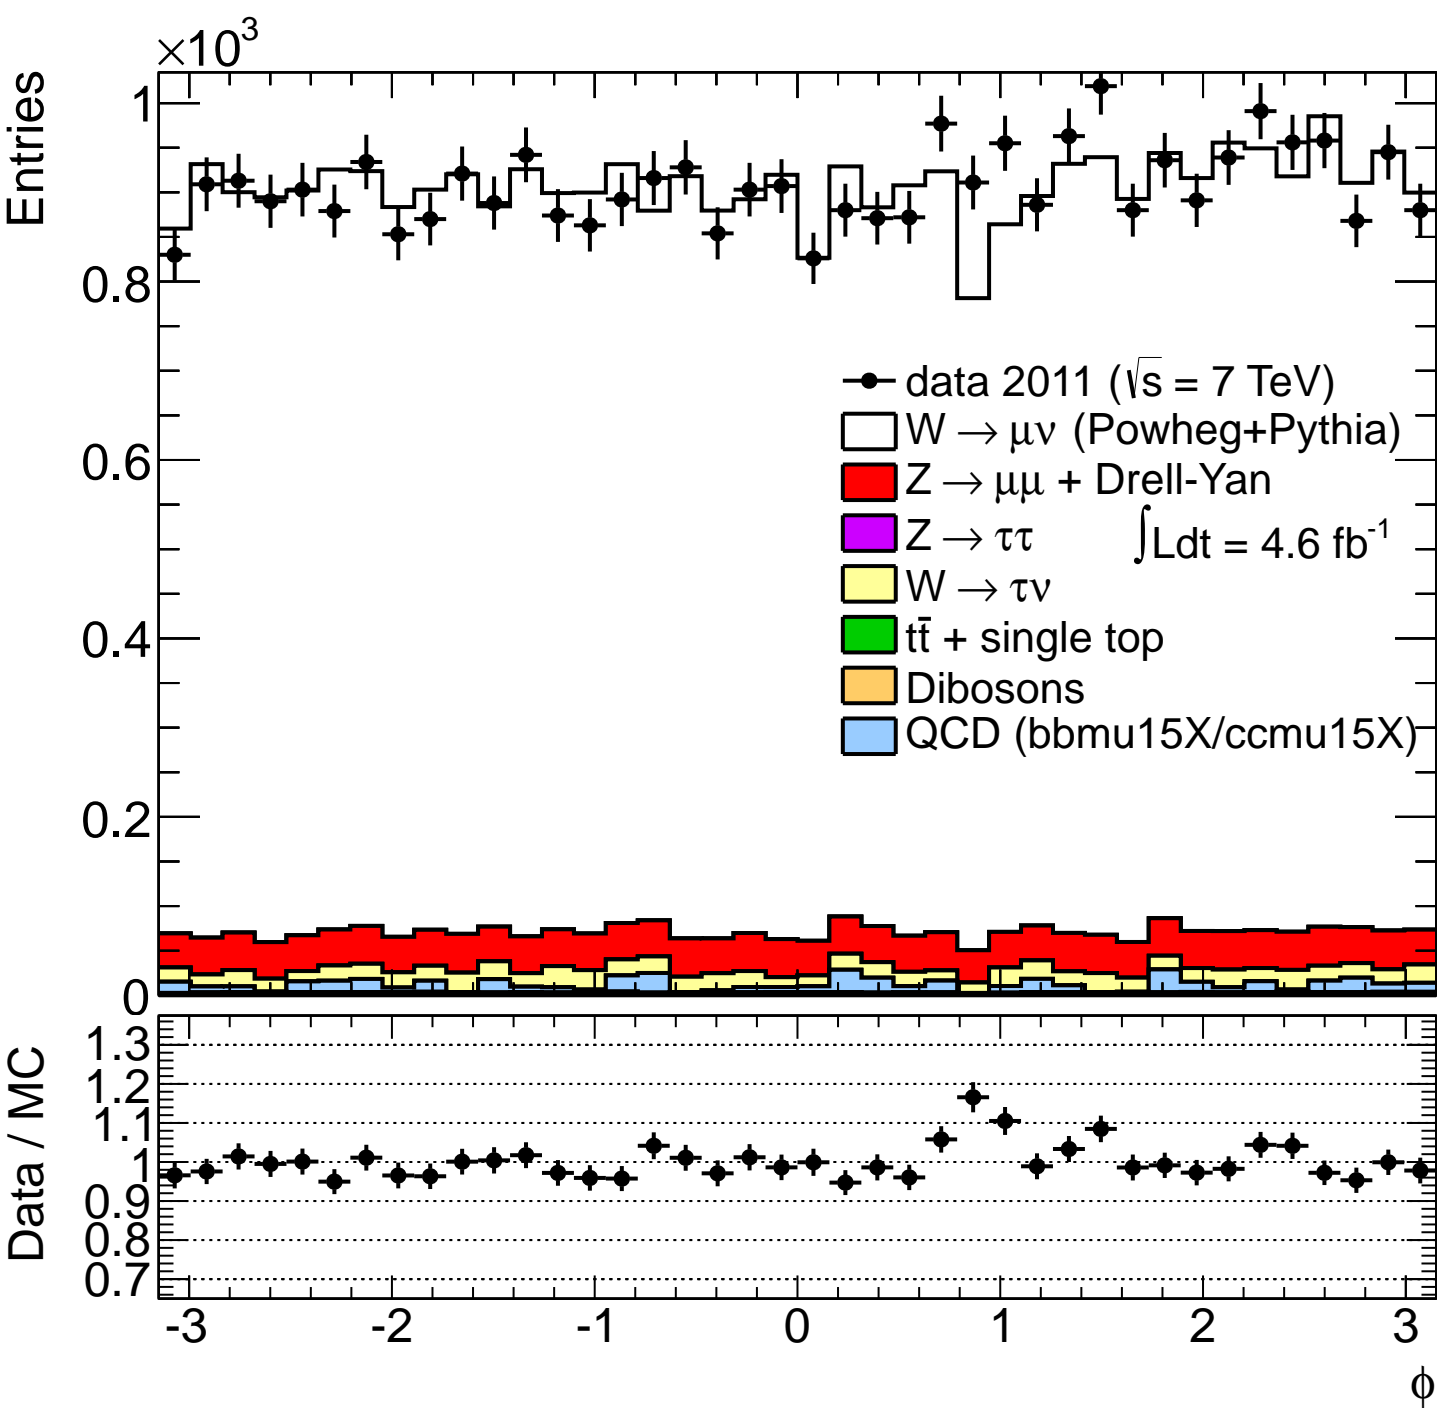 ×10³
Entries
1
0.8
0.6
0.4
0.2
0
data 2011 (√s = 7 TeV)
W → μν (Powheg+Pythia)
Z → μμ + Drell-Yan
Z → ττ
∫Ldt = 4.6 fb⁻¹
W → τν
tt̄ + single top
Dibosons
QCD (bbmu15X/ccmu15X)
Data / MC
1.3
1.2
1.1
1
0.9
0.8
0.7
-3 -2 -1 0 1 2 3
ϕ